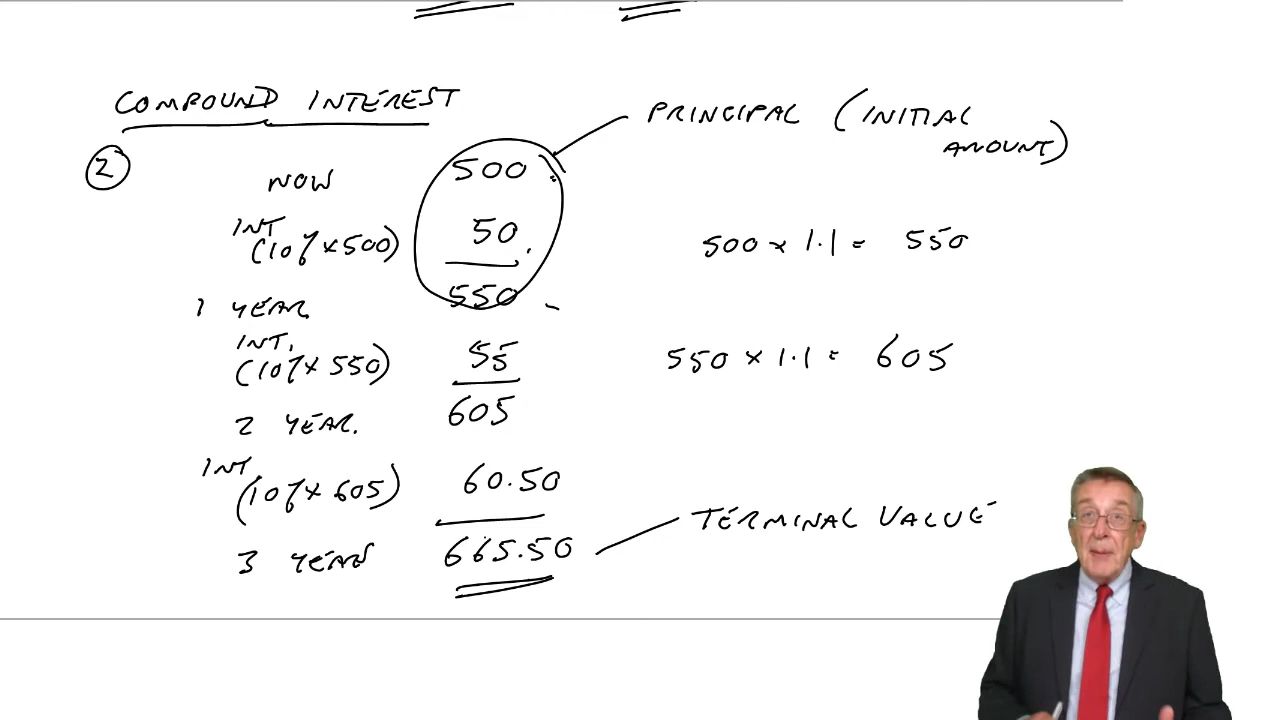 COMPOUND INTEREST
PRINCIPAL (INITIAL AMOUNT)
2
NOW 500
INT (10% × 500) 50
500 × 1.1 = 550
1 YEAR 550
INT. (10% × 550) 55
550 × 1.1 = 605
2 YEAR. 605
INT (10% × 605) 60.50
3 YEARS 665.50
TERMINAL VALUE